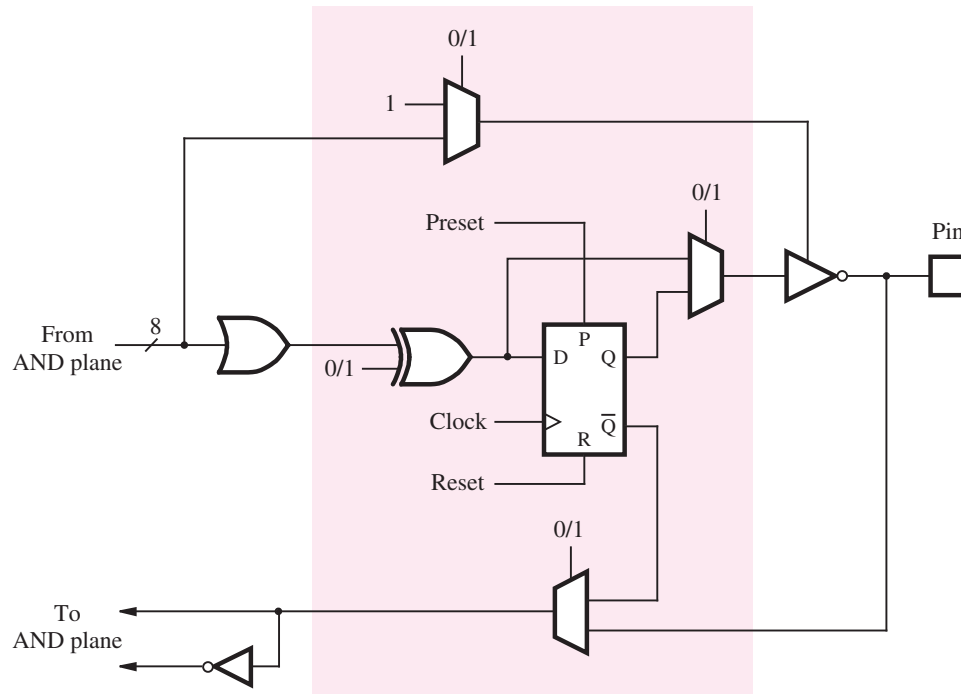 0/1
1
0/1
Preset
Pin
From
AND plane
8
P
D
Q
0/1
Clock
Q̅
R
Reset
0/1
To
AND plane